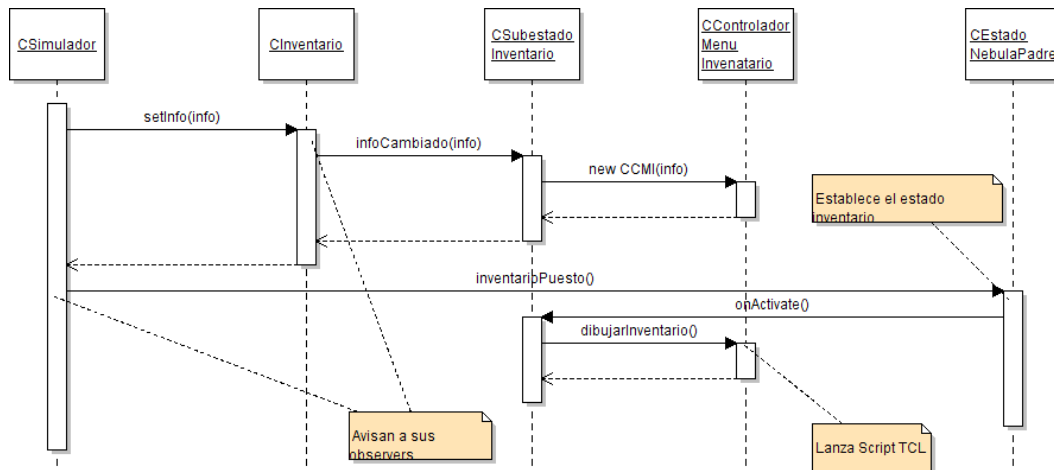 CSimulador
CInventario
CSubestado
Inventario
CControlador
Menu
Invenatario
CEstado
NebulaPadre
setInfo(info)
infoCambiado(info)
new CCMI(info)
Establece el estado
inventario
inventarioPuesto()
onActivate()
dibujarInventario()
Avisan a sus
observers
Lanza Script TCL